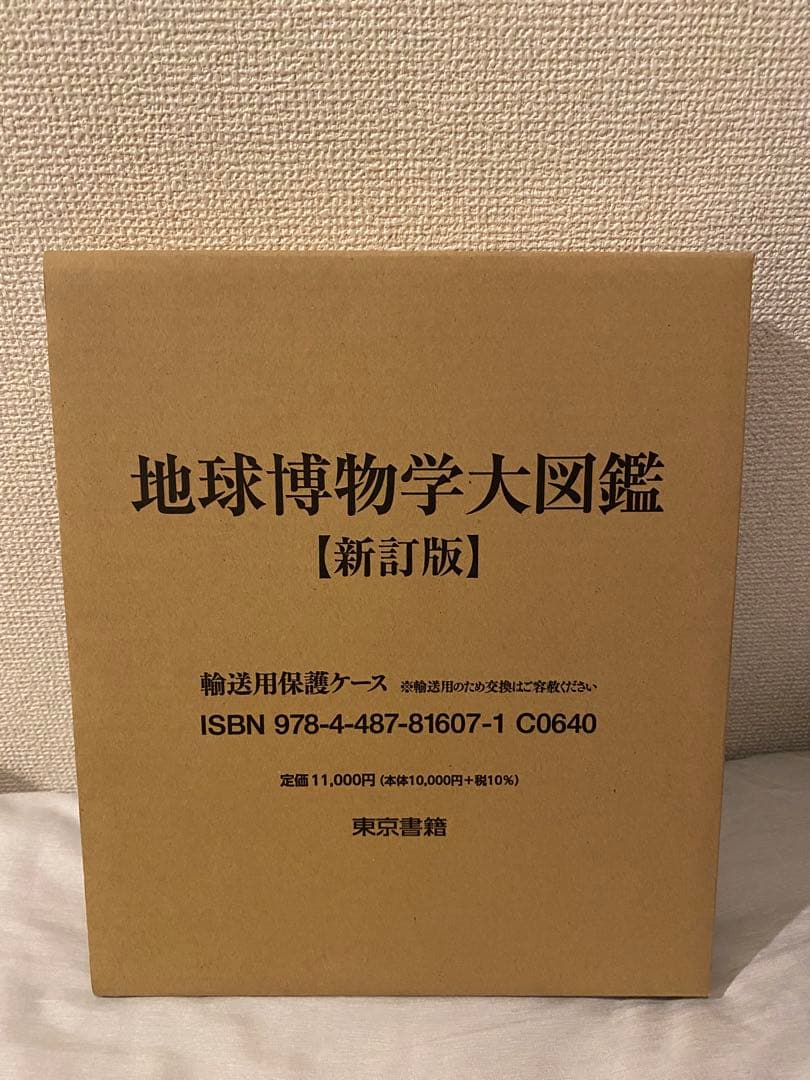 地球博物学大図鑑
【新訂版】
輸送用保護ケース ※輸送用のため交換はご容赦ください
ISBN 978-4-487-81607-1 C0640
定価11,000円(本体10,000円+税10%)
東京書籍